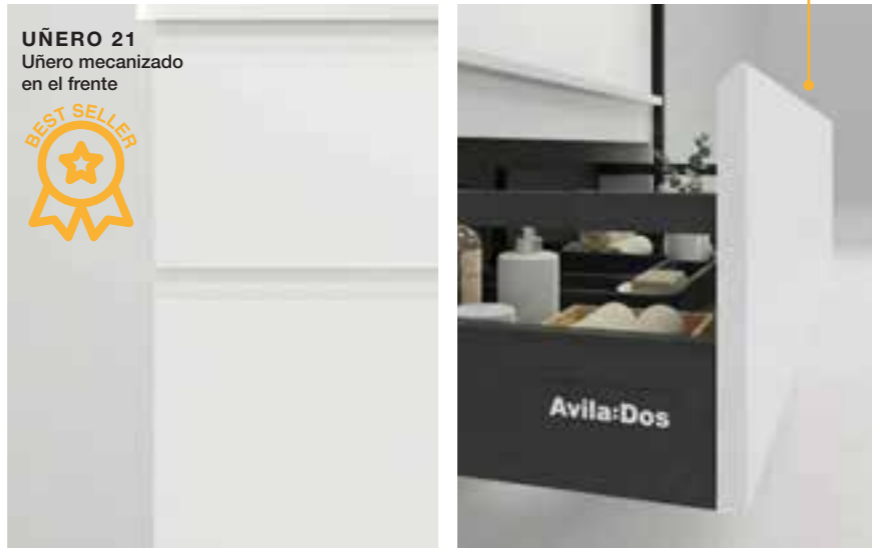 UÑERO 21
Uñero mecanizado
en el frente
BEST SELLER
Avila:Dos